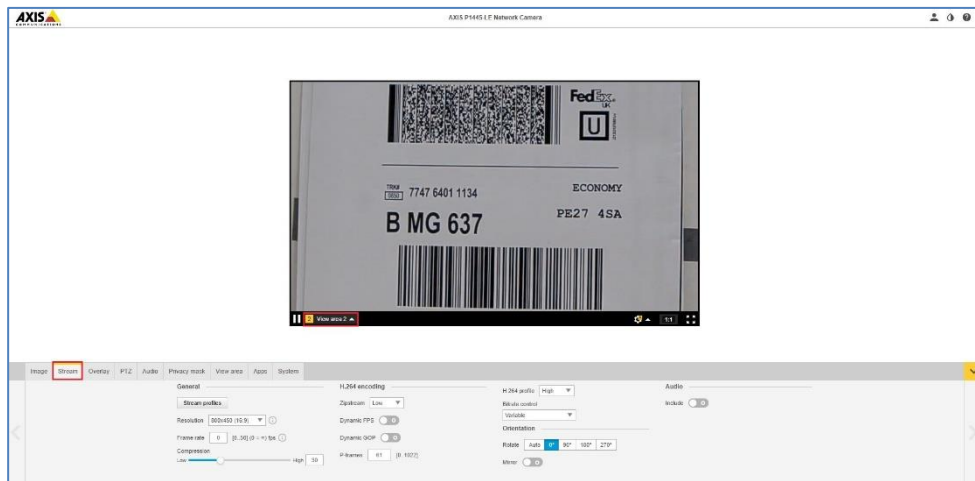 AXIS
COMMUNICATIONS
AXIS P1445-LE Network Camera
FedEx
UK
U
TRK#
7747 6401 1134
ECONOMY
B MG 637
PE27 4SA
2 View area 2
1:1
Image Stream Overlay PTZ Audio Privacy mask View area Apps System
General
Stream profiles
Resolution 800x450 (16:9)
Frame rate 0 [0..30] (0 = ∞) fps
Compression
Low High 30
H.264 encoding
Zipstream Low
Dynamic FPS
Dynamic GOP
P-frames 61 [0..1022]
H.264 profile High
Bitrate control
Variable
Orientation
Rotate Auto 0° 90° 180° 270°
Mirror
Audio
Include